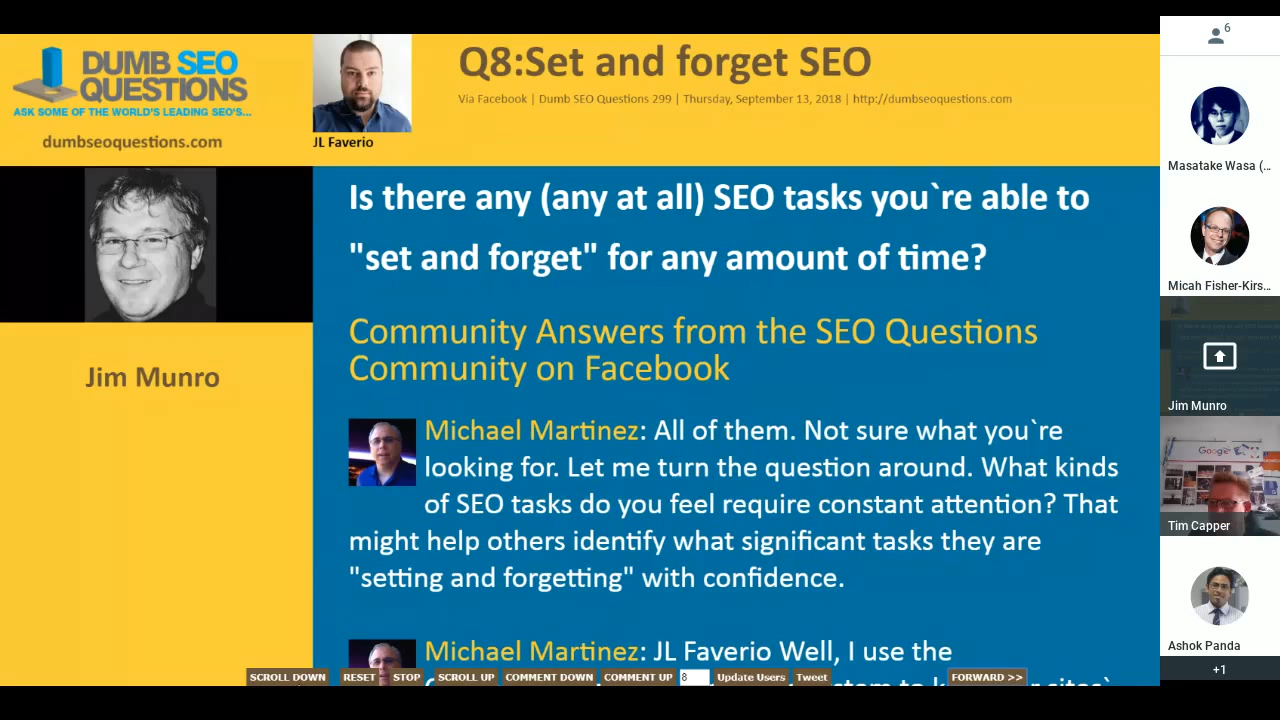 DUMB SEO
QUESTIONS
ASK SOME OF THE WORLD'S LEADING SEO'S...
dumbseoquestions.com
JL Faverio
Q8:Set and forget SEO
Via Facebook | Dumb SEO Questions 299 | Thursday, September 13, 2018 | http://dumbseoquestions.com
Jim Munro
Is there any (any at all) SEO tasks you`re able to
"set and forget" for any amount of time?
Community Answers from the SEO Questions
Community on Facebook
Michael Martinez: All of them. Not sure what you`re
looking for. Let me turn the question around. What kinds
of SEO tasks do you feel require constant attention? That
might help others identify what significant tasks they are
"setting and forgetting" with confidence.
Michael Martinez: JL Faverio Well, I use the
SCROLL DOWN RESET STOP SCROLL UP COMMENT DOWN COMMENT UP 8 Update Users Tweet FORWARD >>
6
Masatake Wasa (...
Micah Fisher-Kirs...
Jim Munro
Google
Tim Capper
Ashok Panda
+1